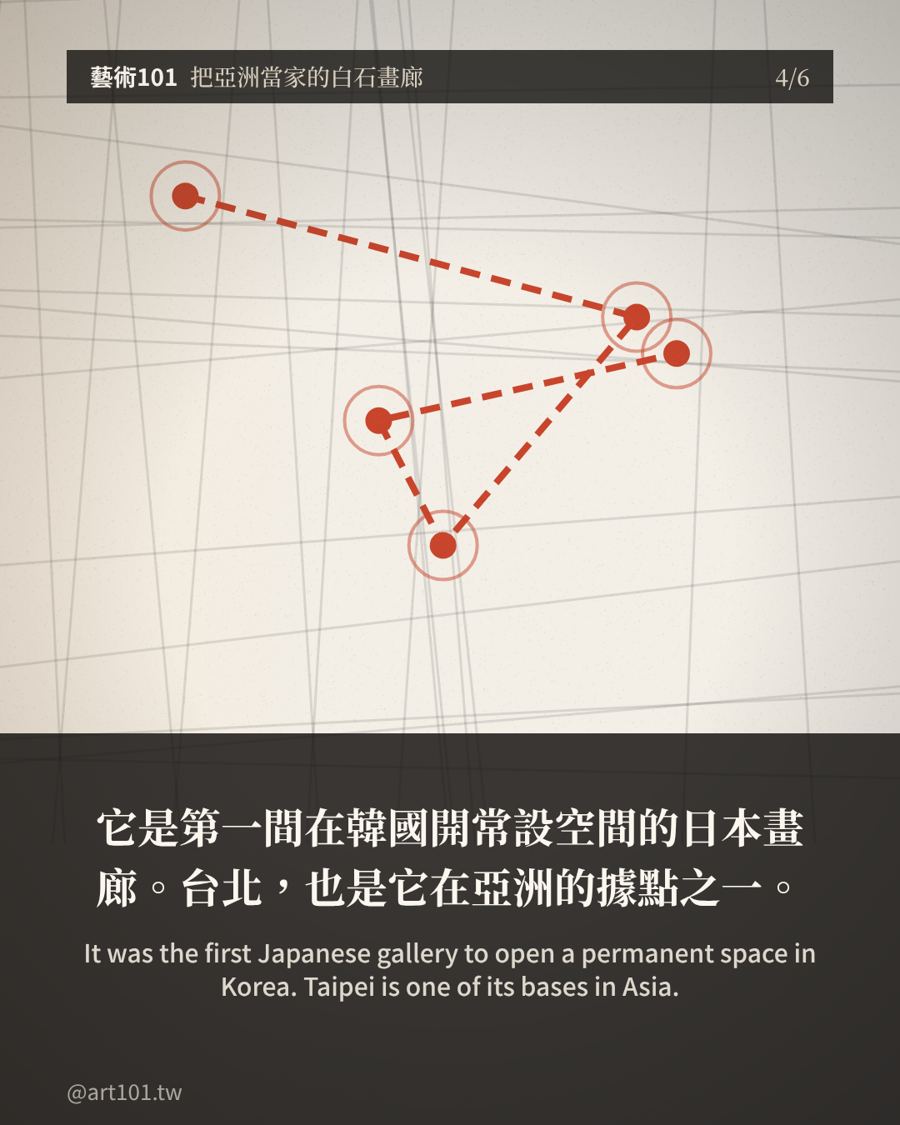 藝術101 把亞洲當家的白石畫廊 4/6
它是第一間在韓國開常設空間的日本畫
廊。台北，也是它在亞洲的據點之一。
It was the first Japanese gallery to open a permanent space in
Korea. Taipei is one of its bases in Asia.
@art101.tw